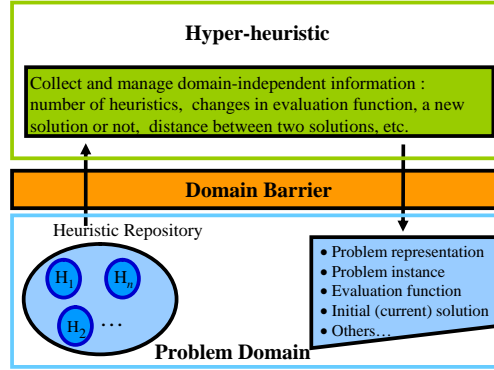 Hyper-heuristic
Collect and manage domain-independent information :
number of heuristics, changes in evaluation function, a new
solution or not, distance between two solutions, etc.
Domain Barrier
Heuristic Repository
H1
Hn
H2 …
• Problem representation
• Problem instance
• Evaluation function
• Initial (current) solution
• Others…
Problem Domain